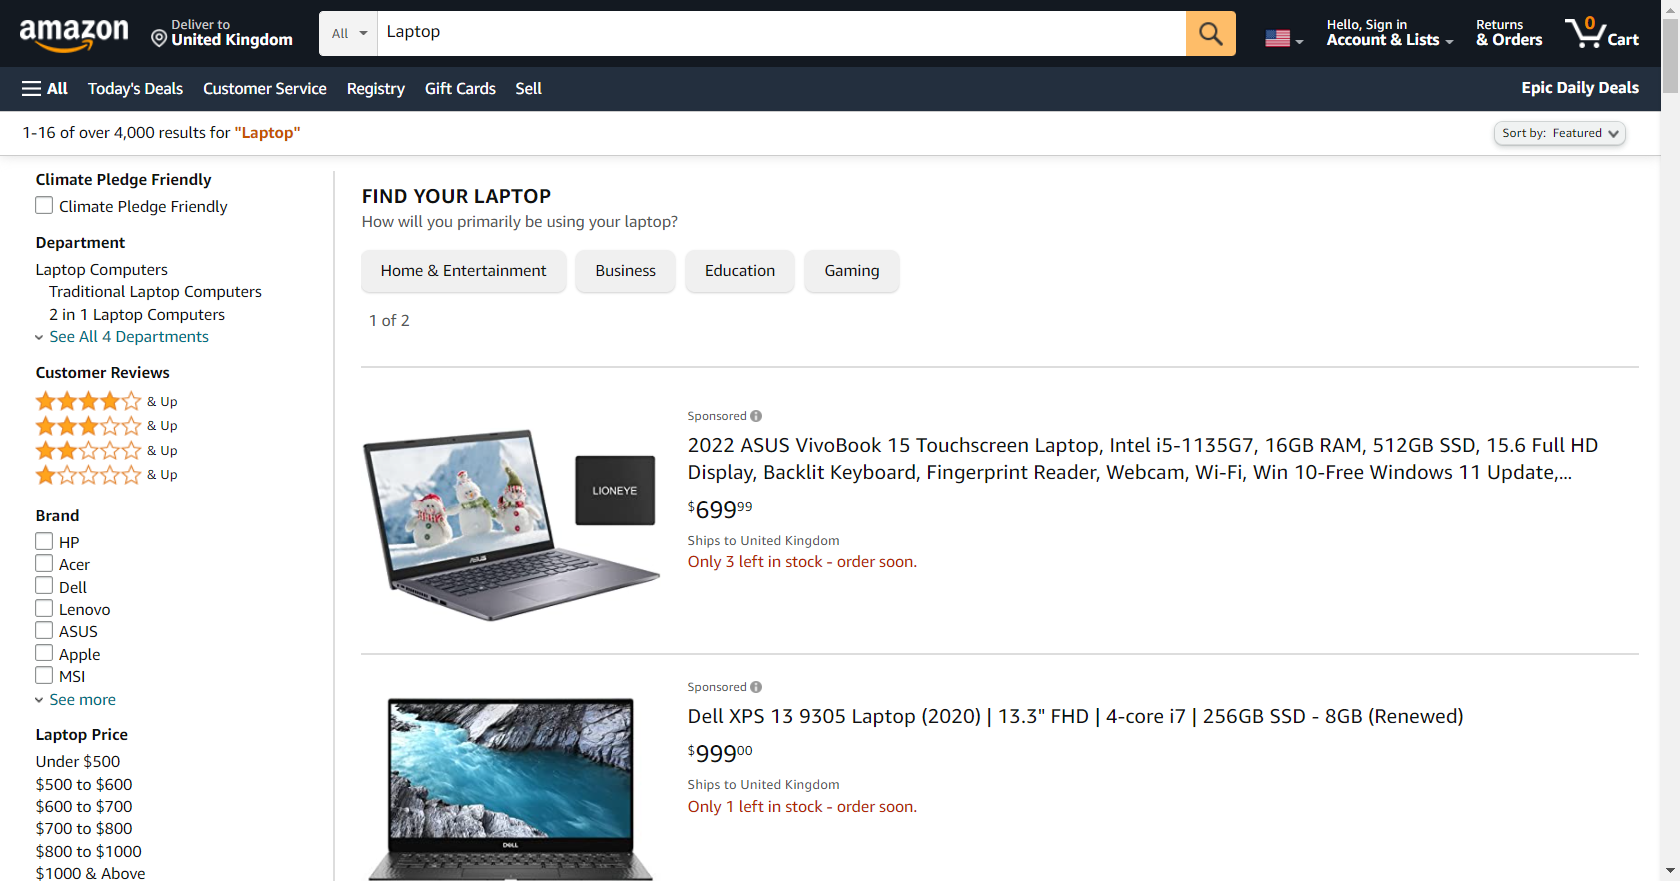 amazon
Deliver to
United Kingdom
All
Laptop
Hello, Sign in
Account & Lists
Returns
& Orders
0
Cart
All
Today's Deals
Customer Service
Registry
Gift Cards
Sell
Epic Daily Deals
1-16 of over 4,000 results for "Laptop"
Sort by: Featured
Climate Pledge Friendly
Climate Pledge Friendly
Department
Laptop Computers
Traditional Laptop Computers
2 in 1 Laptop Computers
See All 4 Departments
Customer Reviews
& Up
& Up
& Up
& Up
Brand
HP
Acer
Dell
Lenovo
ASUS
Apple
MSI
See more
Laptop Price
Under $500
$500 to $600
$600 to $700
$700 to $800
$800 to $1000
$1000 & Above
FIND YOUR LAPTOP
How will you primarily be using your laptop?
Home & Entertainment
Business
Education
Gaming
1 of 2
LIONEYE
ASUS
Sponsored
2022 ASUS VivoBook 15 Touchscreen Laptop, Intel i5-1135G7, 16GB RAM, 512GB SSD, 15.6 Full HD
Display, Backlit Keyboard, Fingerprint Reader, Webcam, Wi-Fi, Win 10-Free Windows 11 Update,...
$69999
Ships to United Kingdom
Only 3 left in stock - order soon.
DELL
Sponsored
Dell XPS 13 9305 Laptop (2020) | 13.3" FHD | 4-core i7 | 256GB SSD - 8GB (Renewed)
$99900
Ships to United Kingdom
Only 1 left in stock - order soon.